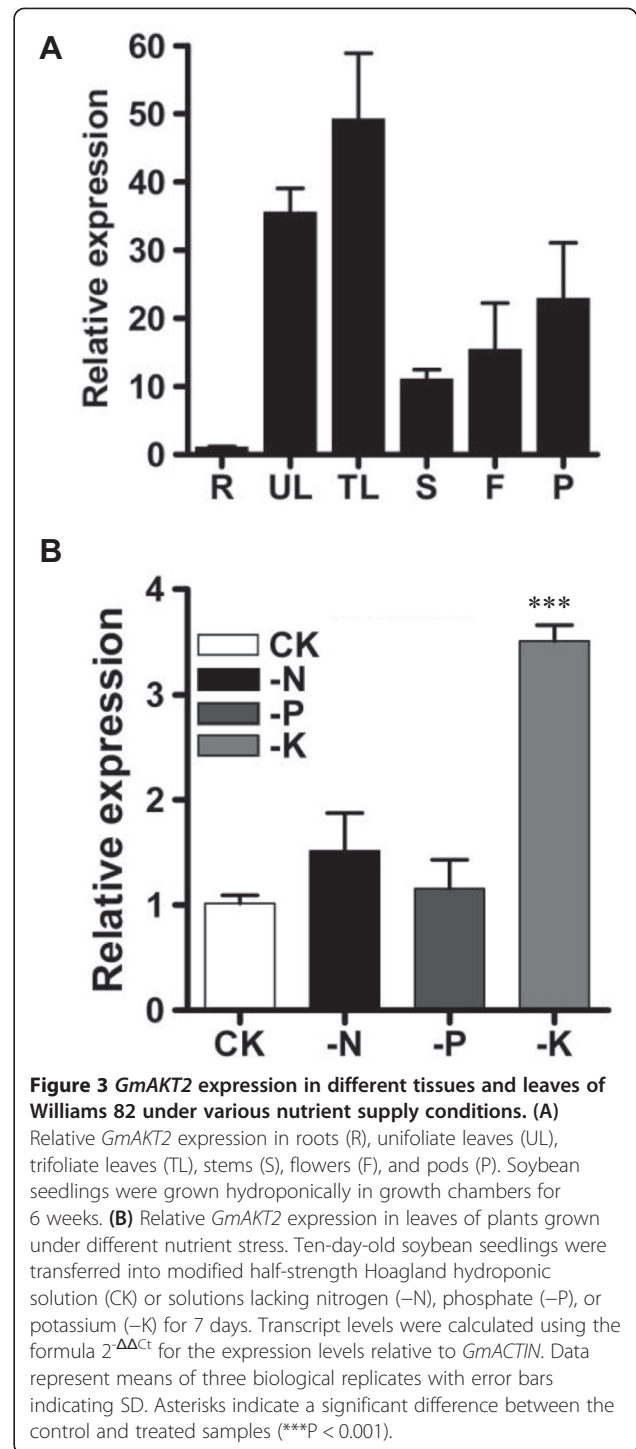 A
Relative expression
60
50
40
30
20
10
0
R UL TL S F P
B
Relative expression
4
3
2
1
0
***
CK
-N
-P
-K
CK -N -P -K
Figure 3 GmAKT2 expression in different tissues and leaves of
Williams 82 under various nutrient supply conditions. (A)
Relative GmAKT2 expression in roots (R), unifoliate leaves (UL),
trifoliate leaves (TL), stems (S), flowers (F), and pods (P). Soybean
seedlings were grown hydroponically in growth chambers for
6 weeks. (B) Relative GmAKT2 expression in leaves of plants grown
under different nutrient stress. Ten-day-old soybean seedlings were
transferred into modified half-strength Hoagland hydroponic
solution (CK) or solutions lacking nitrogen (−N), phosphate (−P), or
potassium (−K) for 7 days. Transcript levels were calculated using the
formula 2-ΔΔCt for the expression levels relative to GmACTIN. Data
represent means of three biological replicates with error bars
indicating SD. Asterisks indicate a significant difference between the
control and treated samples (***P < 0.001).